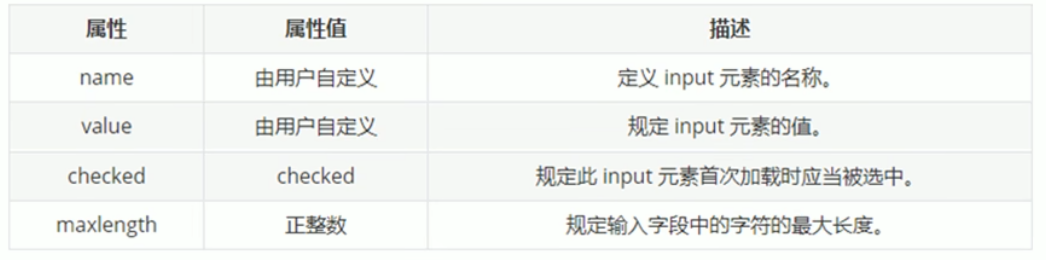 属性 属性值 描述
name 由用户自定义 定义 input 元素的名称。
value 由用户自定义 规定 input 元素的值。
checked checked 规定此 input 元素首次加载时应当被选中。
maxlength 正整数 规定输入字段中的字符的最大长度。